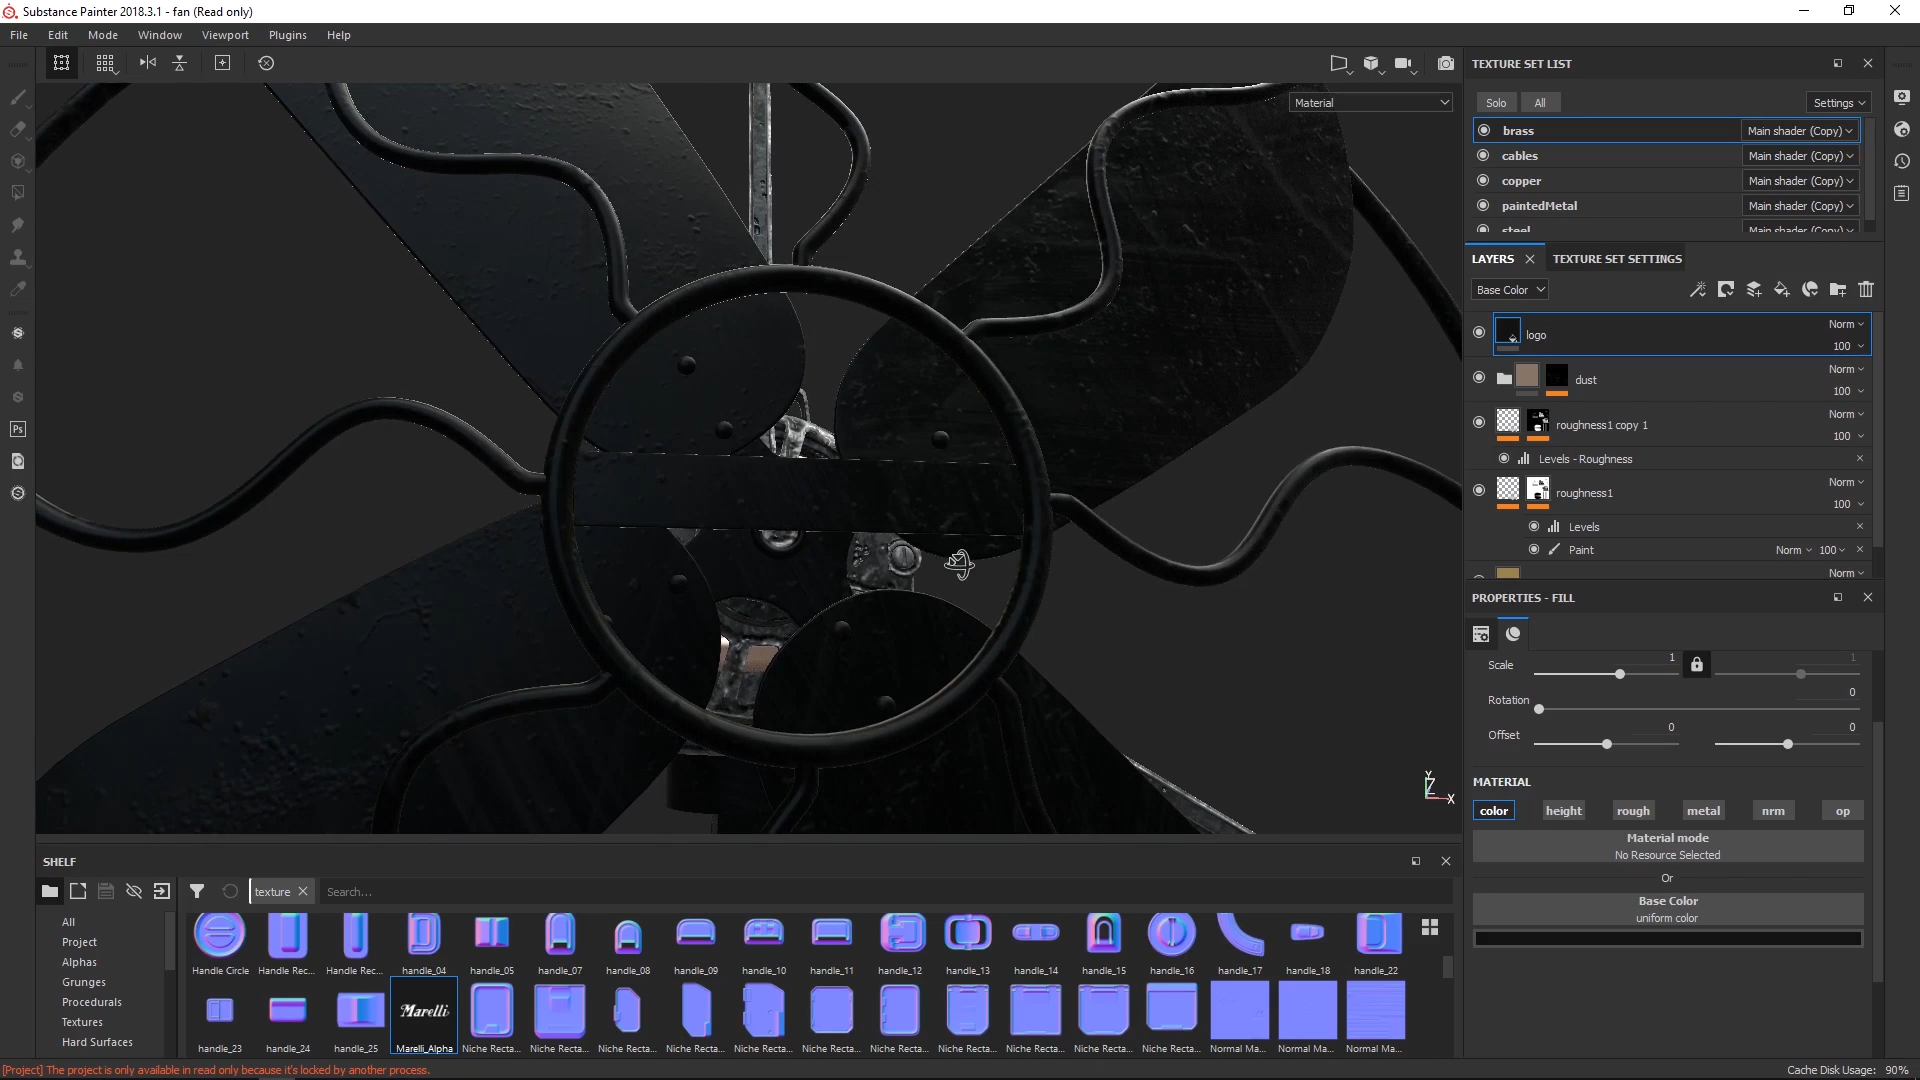 Substance Painter 2018.3.1 - fan (Read only)
File Edit Mode Window Viewport Plugins Help
Material
TEXTURE SET LIST
Solo All Settings
brass Main shader (Copy)
cables Main shader (Copy)
copper Main shader (Copy)
paintedMetal Main shader (Copy)
steel Main shader (Copy)
LAYERS TEXTURE SET SETTINGS
Base Color
logo Norm 100
dust Norm 100
roughness1 copy 1 Norm 100
Levels - Roughness
roughness1 Norm 100
Levels
Paint Norm 100
Norm
PROPERTIES - FILL
Scale 1 1
Rotation 0
Offset 0 0
MATERIAL
color height rough metal nrm op
Material mode
No Resource Selected
Or
Base Color
uniform color
Y
Z
X
Ps
SHELF
texture Search...
All
Project
Alphas
Grunges
Procedurals
Textures
Hard Surfaces
Handle Circle Handle Rec... Handle Rec... handle_04 handle_05 handle_07 handle_08 handle_09 handle_10 handle_11 handle_12 handle_13 handle_14 handle_15 handle_16 handle_17 handle_18 handle_22
Marelli
handle_23 handle_24 handle_25 Marelli_Alpha Niche Recta... Niche Recta... Niche Recta... Niche Recta... Niche Recta... Niche Recta... Niche Recta... Niche Recta... Niche Recta... Niche Recta... Niche Recta... Normal Ma... Normal Ma... Normal Ma...
[Project] The project is only available in read only because it's locked by another process.
Cache Disk Usage: 90%